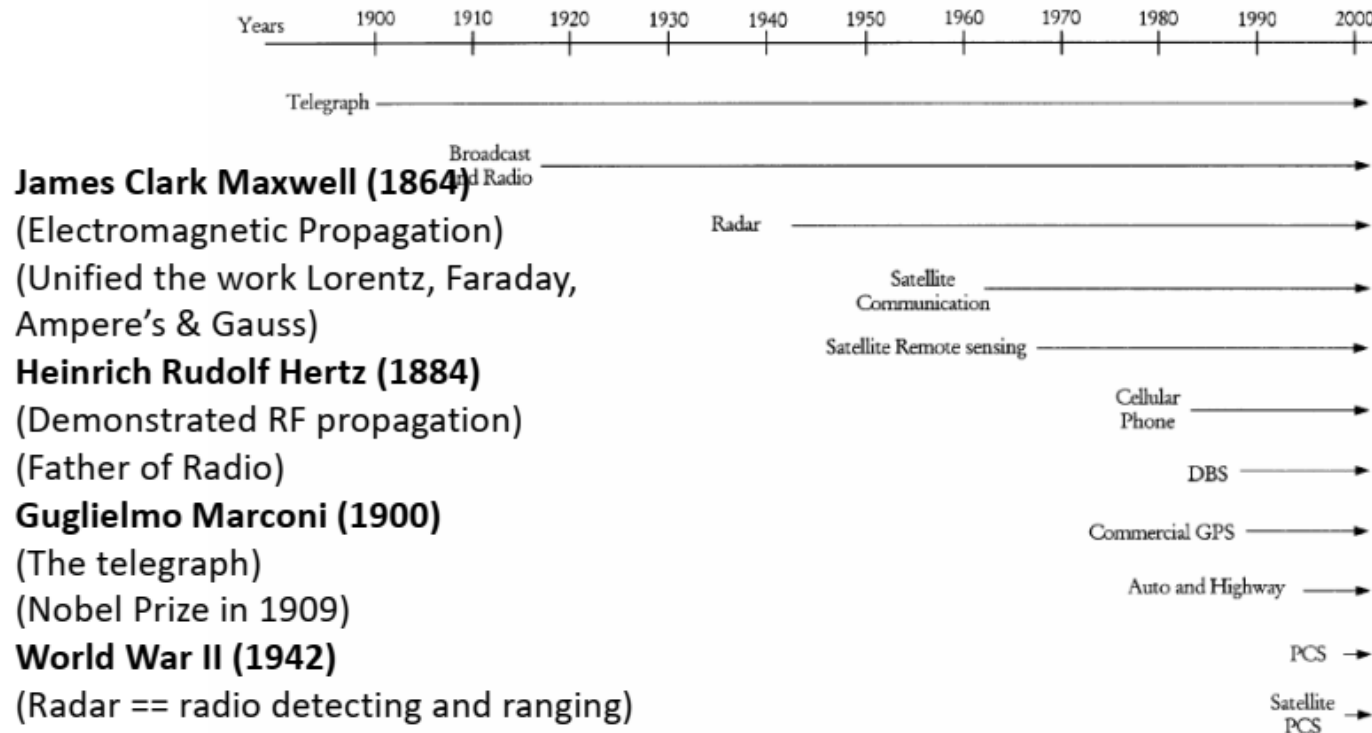 Years 1900 1910 1920 1930 1940 1950 1960 1970 1980 1990 2000
Telegraph
Broadcast
and Radio
Radar
Satellite
Communication
Satellite Remote sensing
Cellular
Phone
DBS
Commercial GPS
Auto and Highway
PCS
Satellite
PCS
James Clark Maxwell (1864)
(Electromagnetic Propagation)
(Unified the work Lorentz, Faraday,
Ampere’s & Gauss)
Heinrich Rudolf Hertz (1884)
(Demonstrated RF propagation)
(Father of Radio)
Guglielmo Marconi (1900)
(The telegraph)
(Nobel Prize in 1909)
World War II (1942)
(Radar == radio detecting and ranging)